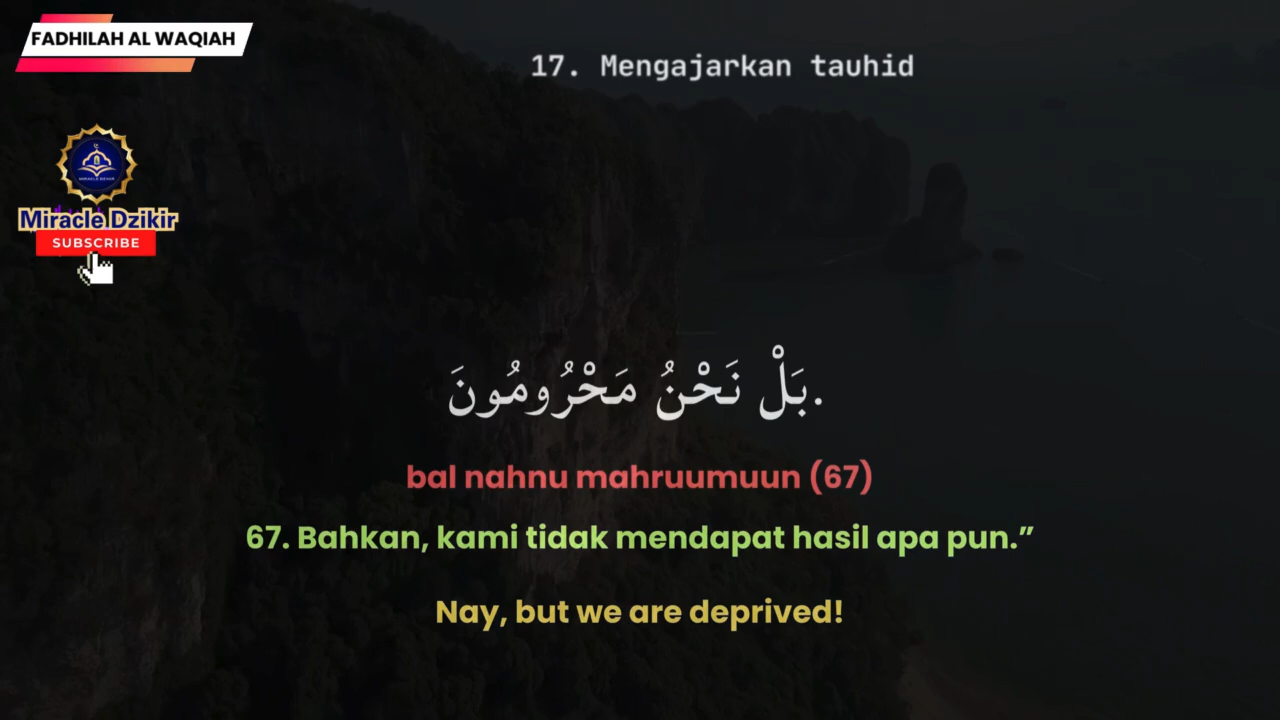 FADHILAH AL WAQIAH
17. Mengajarkan tauhid
Miracle Dzikir
SUBSCRIBE
بَلْ نَحْنُ مَحْرُومُونَ.
bal nahnu mahruumuun (67)
67. Bahkan, kami tidak mendapat hasil apa pun.”
Nay, but we are deprived!